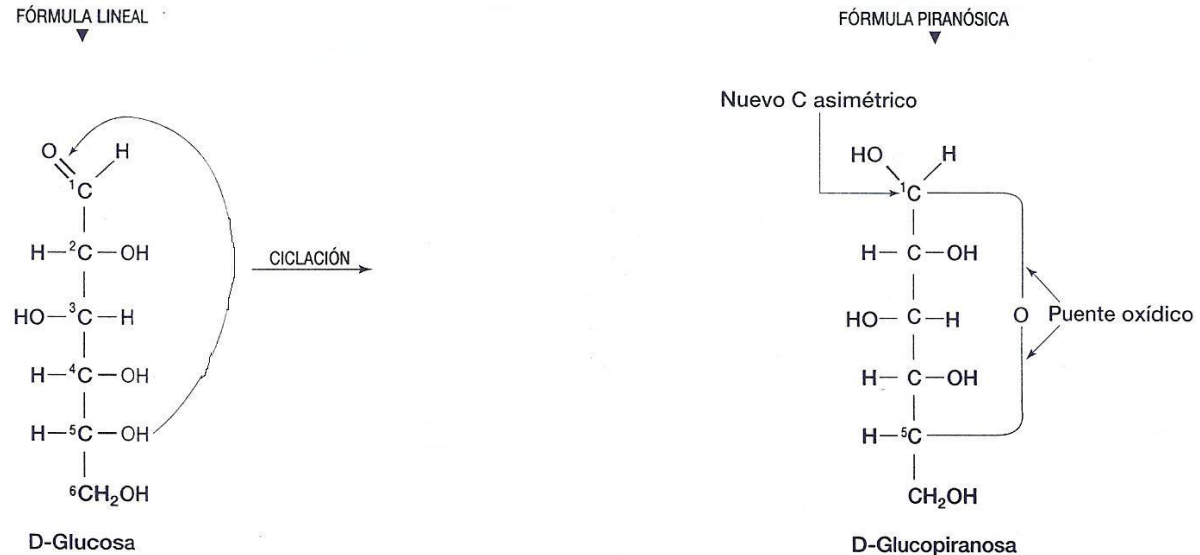 FÓRMULA LINEAL
O H
¹C
H—²C—OH
HO—³C—H
H—⁴C—OH
H—⁵C—OH
⁶CH₂OH
D-Glucosa
CICLACIÓN
FÓRMULA PIRANÓSICA
Nuevo C asimétrico
HO H
¹C
H—C—OH
HO—C—H
O Puente oxídico
H—C—OH
H—⁵C
CH₂OH
D-Glucopiranosa